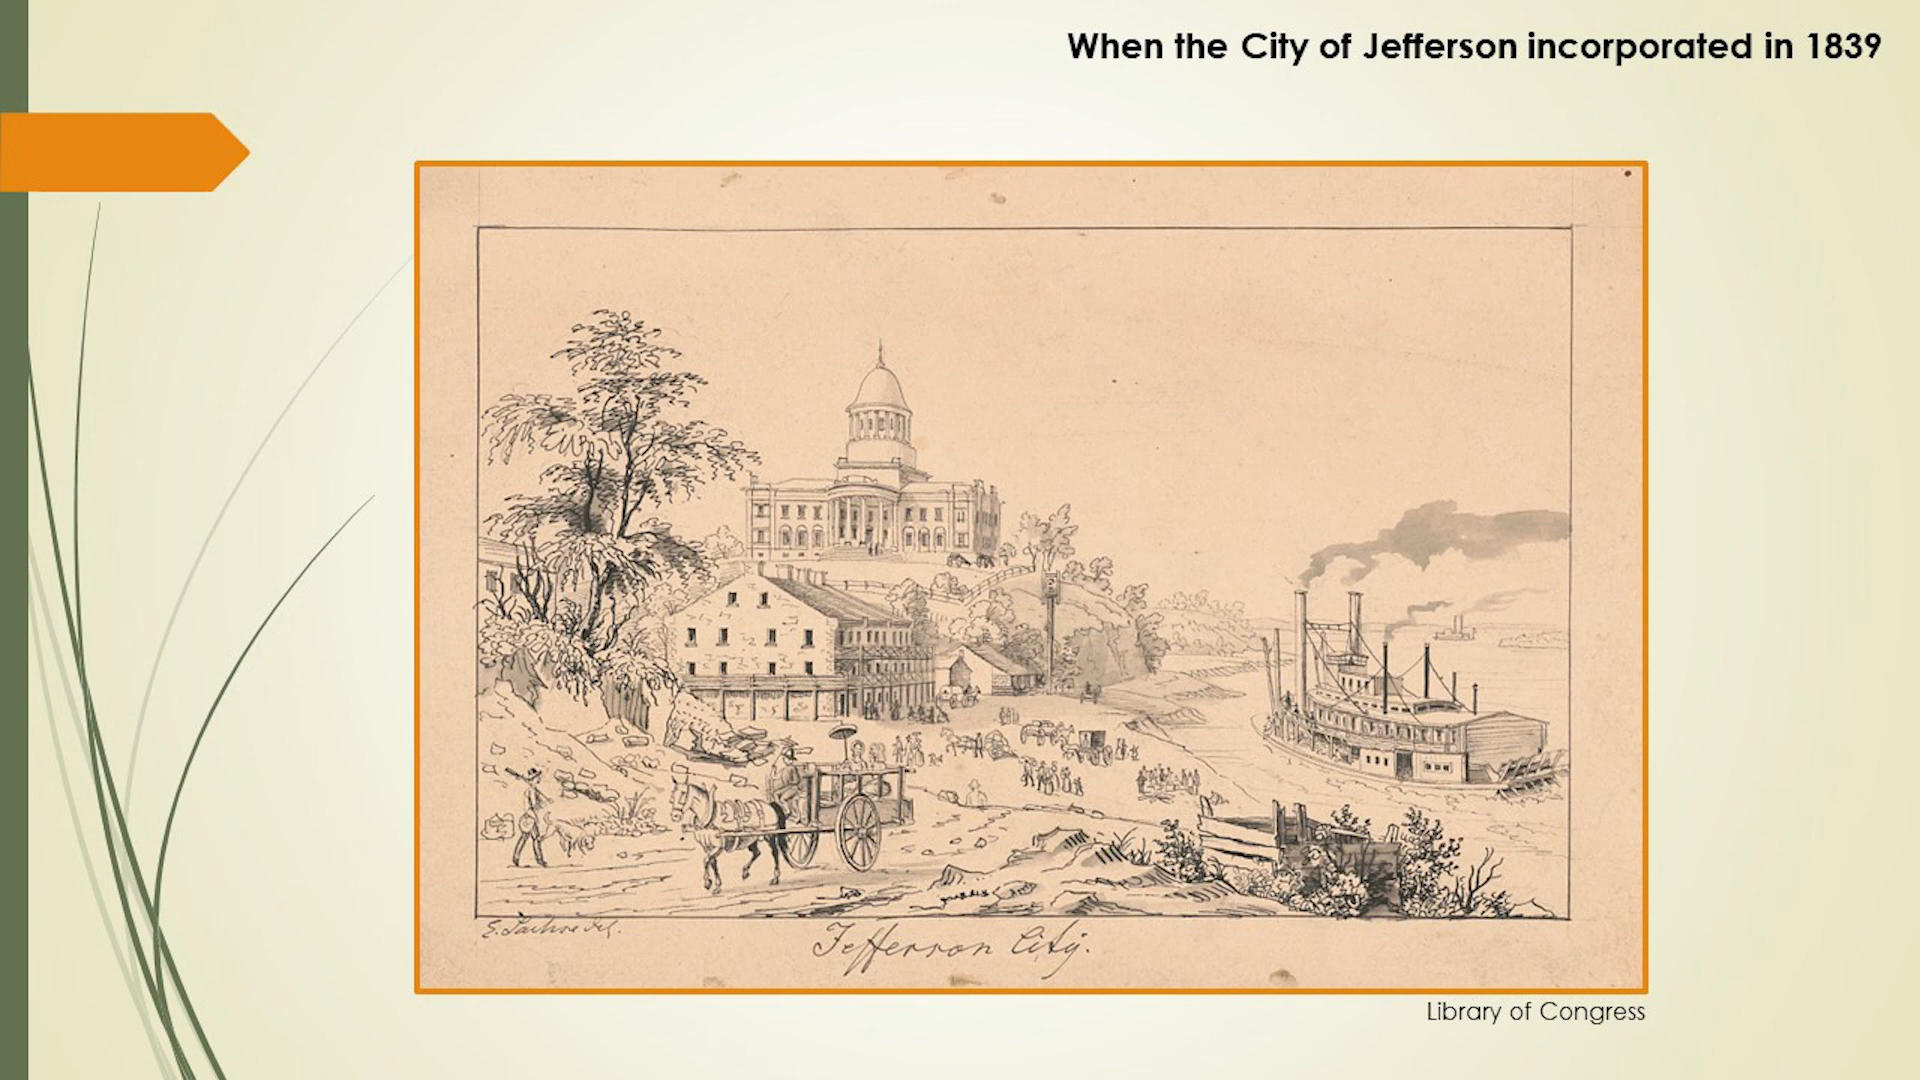 When the City of Jefferson incorporated in 1839
Jefferson City.
Library of Congress